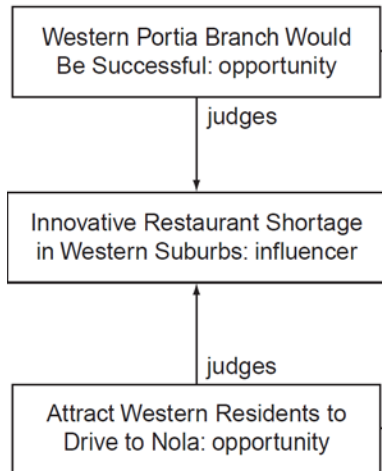 Western Portia Branch Would
Be Successful: opportunity
judges
Innovative Restaurant Shortage
in Western Suburbs: influencer
judges
Attract Western Residents to
Drive to Nola: opportunity